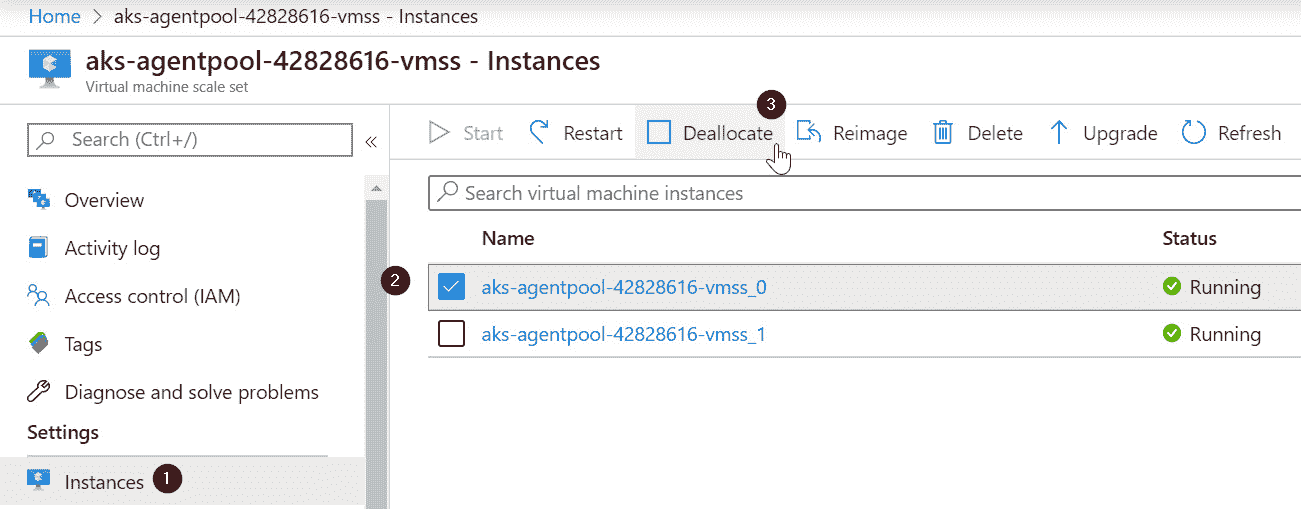 Home > aks-agentpool-42828616-vmss - Instances
aks-agentpool-42828616-vmss - Instances
Virtual machine scale set
Search (Ctrl+/) «
Overview
Activity log
Access control (IAM)
Tags
Diagnose and solve problems
Settings
Instances 1
3
Start Restart Deallocate Reimage Delete Upgrade Refresh
Search virtual machine instances
Name Status
2 aks-agentpool-42828616-vmss_0 Running
aks-agentpool-42828616-vmss_1 Running